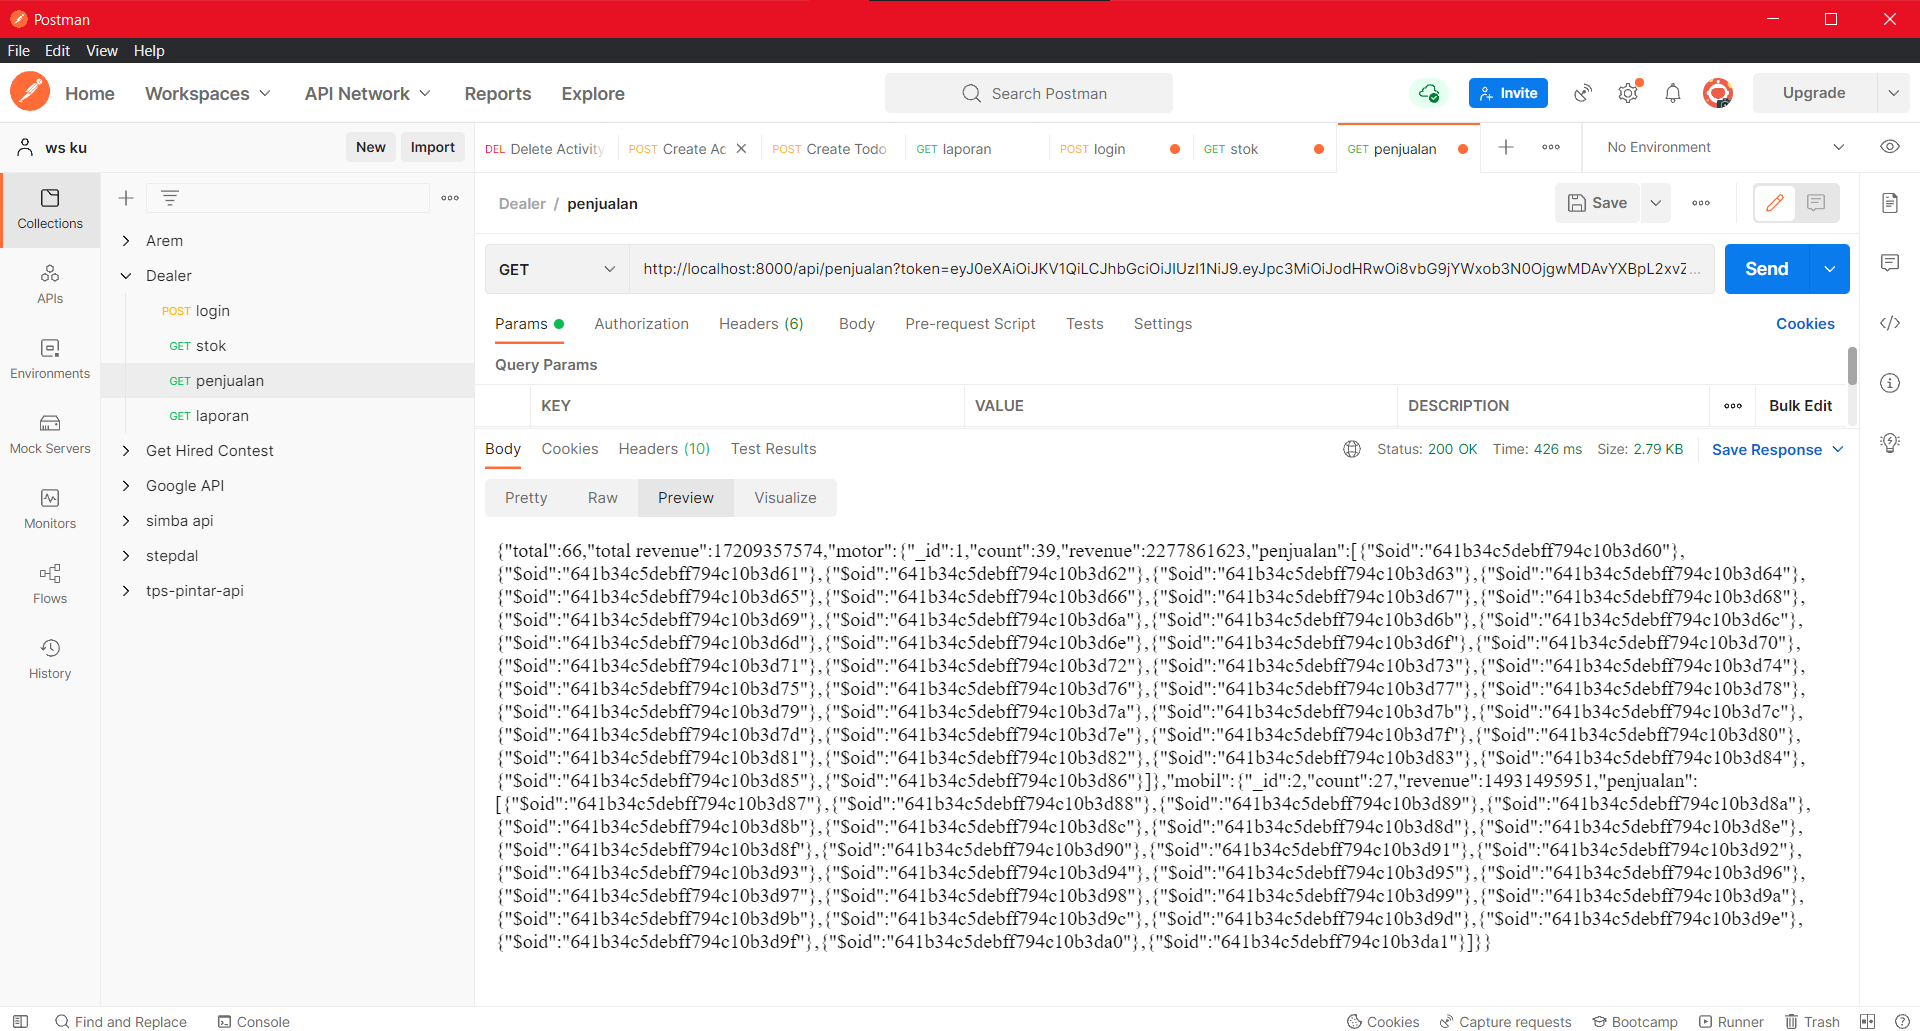 Postman
File Edit View Help
Home Workspaces API Network Reports Explore Search Postman Invite Upgrade
ws ku New Import
DEL Delete Activity POST Create Ac POST Create Todo GET laporan POST login GET stok GET penjualan No Environment
Collections
APIs
Environments
Mock Servers
Monitors
Flows
History
Arem
Dealer
POST login
GET stok
GET penjualan
GET laporan
Get Hired Contest
Google API
simba api
stepdal
tps-pintar-api
Dealer / penjualan Save
GET http://localhost:8000/api/penjualan?token=eyJ0eXAiOiJKV1QiLCJhbGciOiJIUzI1NiJ9.eyJpc3MiOiJodHRwOi8vbG9jYWxob3N0OjgwMDAvYXBpL2xvZ... Send
Params Authorization Headers (6) Body Pre-request Script Tests Settings Cookies
Query Params
KEY VALUE DESCRIPTION Bulk Edit
Body Cookies Headers (10) Test Results Status: 200 OK Time: 426 ms Size: 2.79 KB Save Response
Pretty Raw Preview Visualize
{"total":66,"total revenue":17209357574,"motor":{"_id":1,"count":39,"revenue":2277861623,"penjualan":[{"$oid":"641b34c5debff794c10b3d60"},
{"$oid":"641b34c5debff794c10b3d61"},{"$oid":"641b34c5debff794c10b3d62"},{"$oid":"641b34c5debff794c10b3d63"},{"$oid":"641b34c5debff794c10b3d64"},
{"$oid":"641b34c5debff794c10b3d65"},{"$oid":"641b34c5debff794c10b3d66"},{"$oid":"641b34c5debff794c10b3d67"},{"$oid":"641b34c5debff794c10b3d68"},
{"$oid":"641b34c5debff794c10b3d69"},{"$oid":"641b34c5debff794c10b3d6a"},{"$oid":"641b34c5debff794c10b3d6b"},{"$oid":"641b34c5debff794c10b3d6c"},
{"$oid":"641b34c5debff794c10b3d6d"},{"$oid":"641b34c5debff794c10b3d6e"},{"$oid":"641b34c5debff794c10b3d6f"},{"$oid":"641b34c5debff794c10b3d70"},
{"$oid":"641b34c5debff794c10b3d71"},{"$oid":"641b34c5debff794c10b3d72"},{"$oid":"641b34c5debff794c10b3d73"},{"$oid":"641b34c5debff794c10b3d74"},
{"$oid":"641b34c5debff794c10b3d75"},{"$oid":"641b34c5debff794c10b3d76"},{"$oid":"641b34c5debff794c10b3d77"},{"$oid":"641b34c5debff794c10b3d78"},
{"$oid":"641b34c5debff794c10b3d79"},{"$oid":"641b34c5debff794c10b3d7a"},{"$oid":"641b34c5debff794c10b3d7b"},{"$oid":"641b34c5debff794c10b3d7c"},
{"$oid":"641b34c5debff794c10b3d7d"},{"$oid":"641b34c5debff794c10b3d7e"},{"$oid":"641b34c5debff794c10b3d7f"},{"$oid":"641b34c5debff794c10b3d80"},
{"$oid":"641b34c5debff794c10b3d81"},{"$oid":"641b34c5debff794c10b3d82"},{"$oid":"641b34c5debff794c10b3d83"},{"$oid":"641b34c5debff794c10b3d84"},
{"$oid":"641b34c5debff794c10b3d85"},{"$oid":"641b34c5debff794c10b3d86"}]},"mobil":{"_id":2,"count":27,"revenue":14931495951,"penjualan":
[{"$oid":"641b34c5debff794c10b3d87"},{"$oid":"641b34c5debff794c10b3d88"},{"$oid":"641b34c5debff794c10b3d89"},{"$oid":"641b34c5debff794c10b3d8a"},
{"$oid":"641b34c5debff794c10b3d8b"},{"$oid":"641b34c5debff794c10b3d8c"},{"$oid":"641b34c5debff794c10b3d8d"},{"$oid":"641b34c5debff794c10b3d8e"},
{"$oid":"641b34c5debff794c10b3d8f"},{"$oid":"641b34c5debff794c10b3d90"},{"$oid":"641b34c5debff794c10b3d91"},{"$oid":"641b34c5debff794c10b3d92"},
{"$oid":"641b34c5debff794c10b3d93"},{"$oid":"641b34c5debff794c10b3d94"},{"$oid":"641b34c5debff794c10b3d95"},{"$oid":"641b34c5debff794c10b3d96"},
{"$oid":"641b34c5debff794c10b3d97"},{"$oid":"641b34c5debff794c10b3d98"},{"$oid":"641b34c5debff794c10b3d99"},{"$oid":"641b34c5debff794c10b3d9a"},
{"$oid":"641b34c5debff794c10b3d9b"},{"$oid":"641b34c5debff794c10b3d9c"},{"$oid":"641b34c5debff794c10b3d9d"},{"$oid":"641b34c5debff794c10b3d9e"},
{"$oid":"641b34c5debff794c10b3d9f"},{"$oid":"641b34c5debff794c10b3da0"},{"$oid":"641b34c5debff794c10b3da1"}]}}
Find and Replace Console Cookies Capture requests Bootcamp Runner Trash